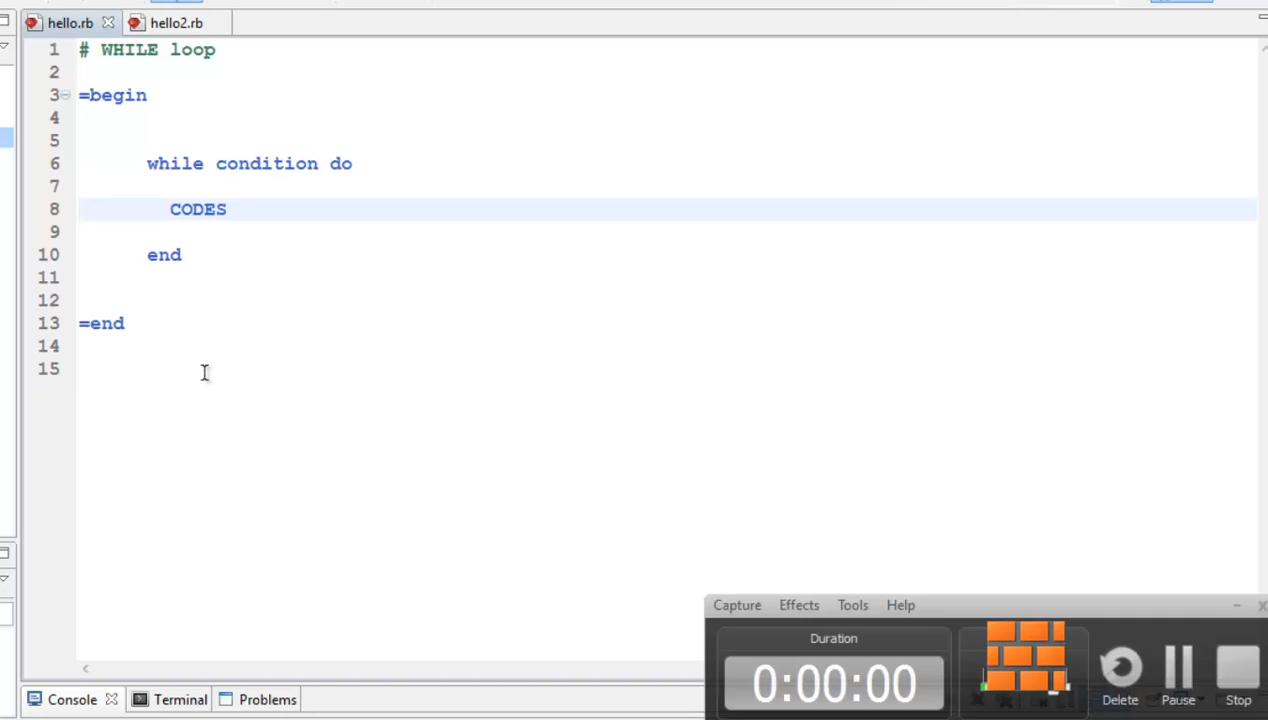 hello.rb hello2.rb
1 # WHILE loop
2
3 =begin
4
5
6 while condition do
7
8 CODES
9
10 end
11
12
13 =end
14
15
Capture Effects Tools Help
Duration
0:00:00
Delete Pause Stop
Console Terminal Problems